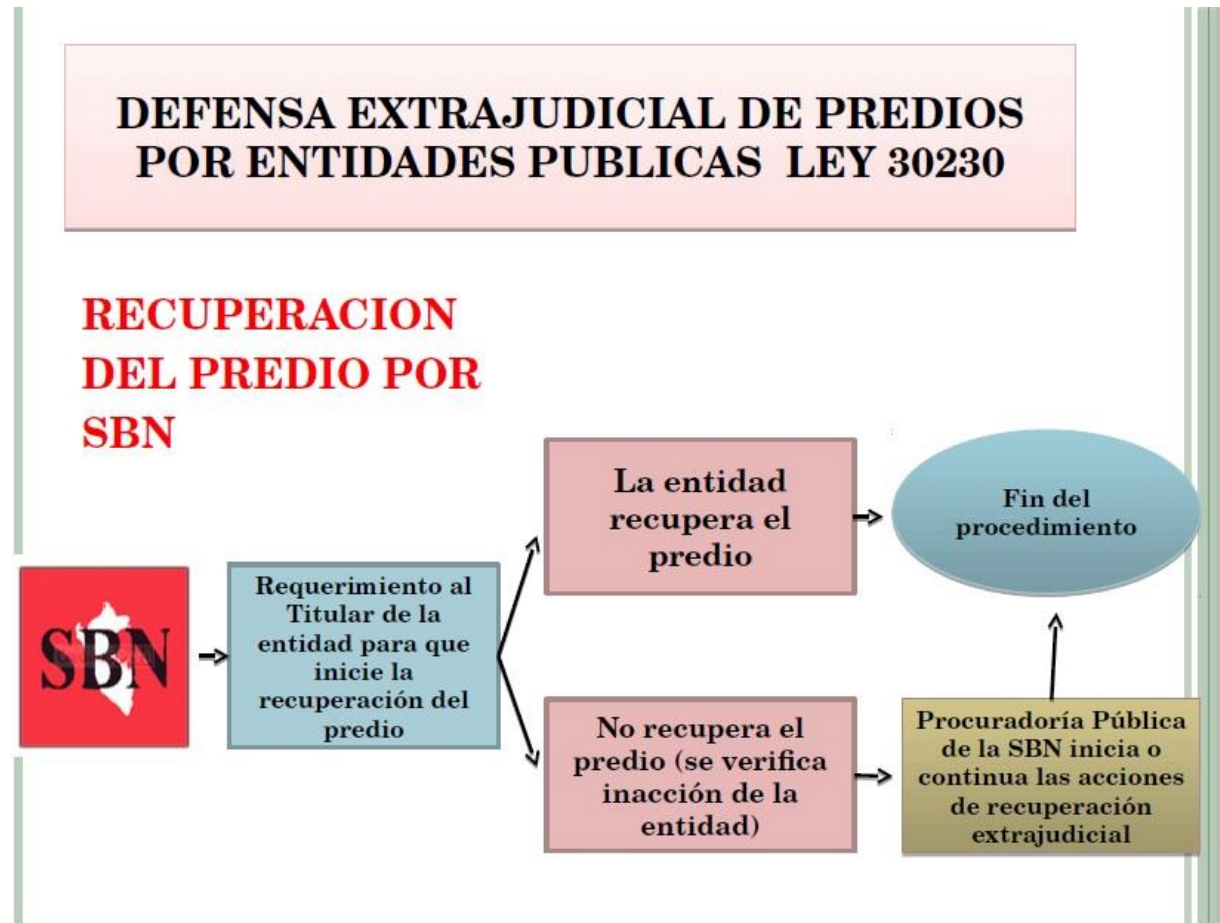 DEFENSA EXTRAJUDICIAL DE PREDIOS
POR ENTIDADES PUBLICAS LEY 30230
RECUPERACION
DEL PREDIO POR
SBN
SBN
Requerimiento al
Titular de la
entidad para que
inicie la
recuperación del
predio
La entidad
recupera el
predio
Fin del
procedimiento
No recupera el
predio (se verifica
inacción de la
entidad)
Procuradoría Pública
de la SBN inicia o
continua las acciones
de recuperación
extrajudicial